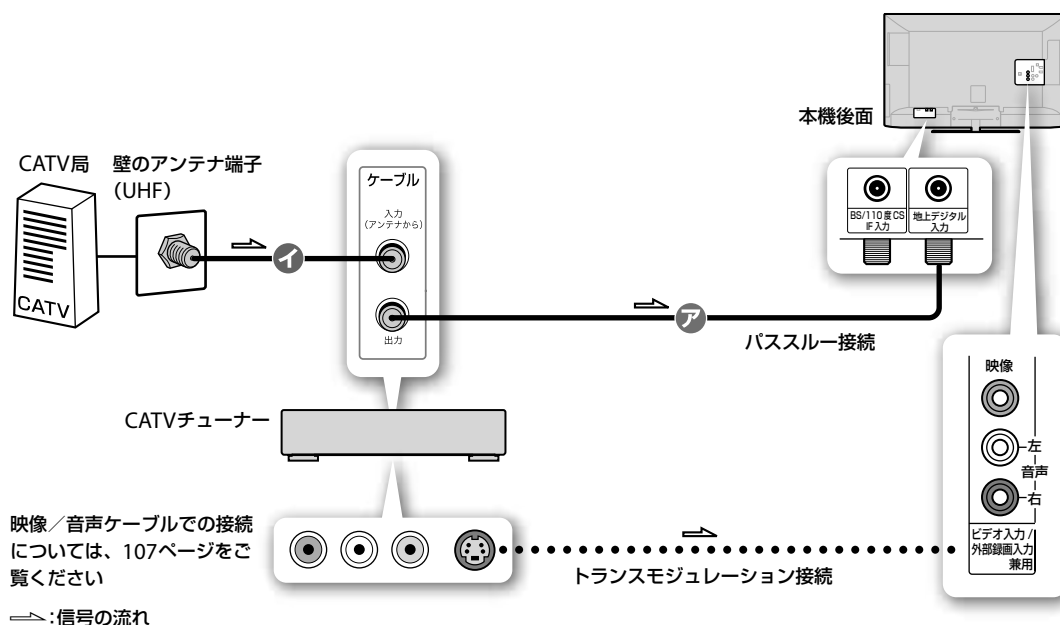 本機後面
CATV局
壁のアンテナ端子
(UHF)
ケーブル
入力
(アンテナから)
BS/110度CS
IF入力
地上デジタル
入力
イ
CATV
ア
出力
パススルー接続
映像
CATVチューナー
左
音声
右
映像／音声ケーブルでの接続
については、107ページをご
覧ください
ビデオ入力/
外部録画入力
兼用
トランスモジュレーション接続
:信号の流れ